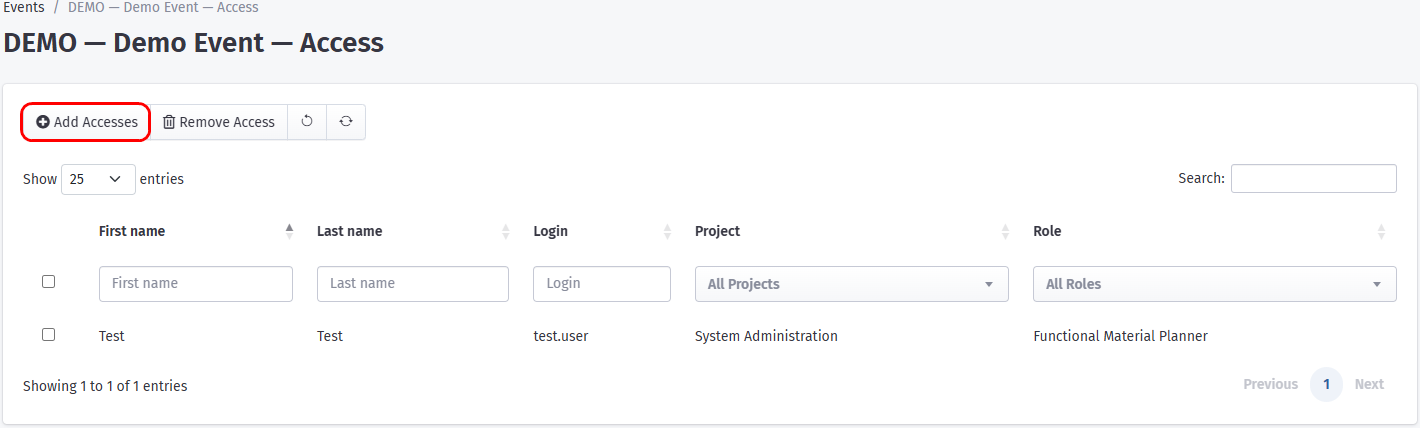 Events / DEMO — Demo Event — Access
DEMO — Demo Event — Access
Add Accesses Remove Access
Show 25 entries Search:
First name Last name Login Project Role
First name Last name Login All Projects All Roles
Test Test test.user System Administration Functional Material Planner
Showing 1 to 1 of 1 entries Previous 1 Next